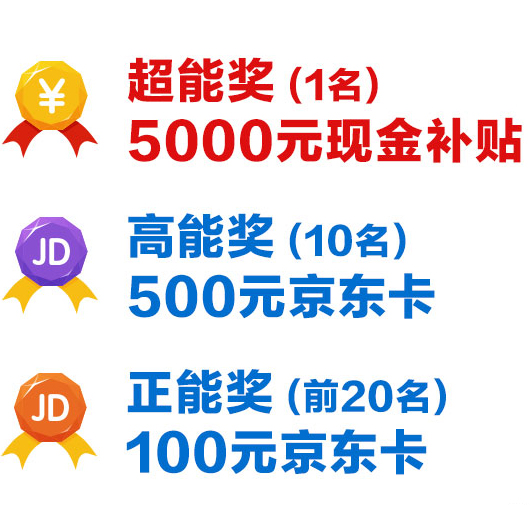 超能奖 (1名)
¥
5000元现金补贴
高能奖 (10名)
JD
500元京东卡
正能奖 (前20名)
JD
100元京东卡